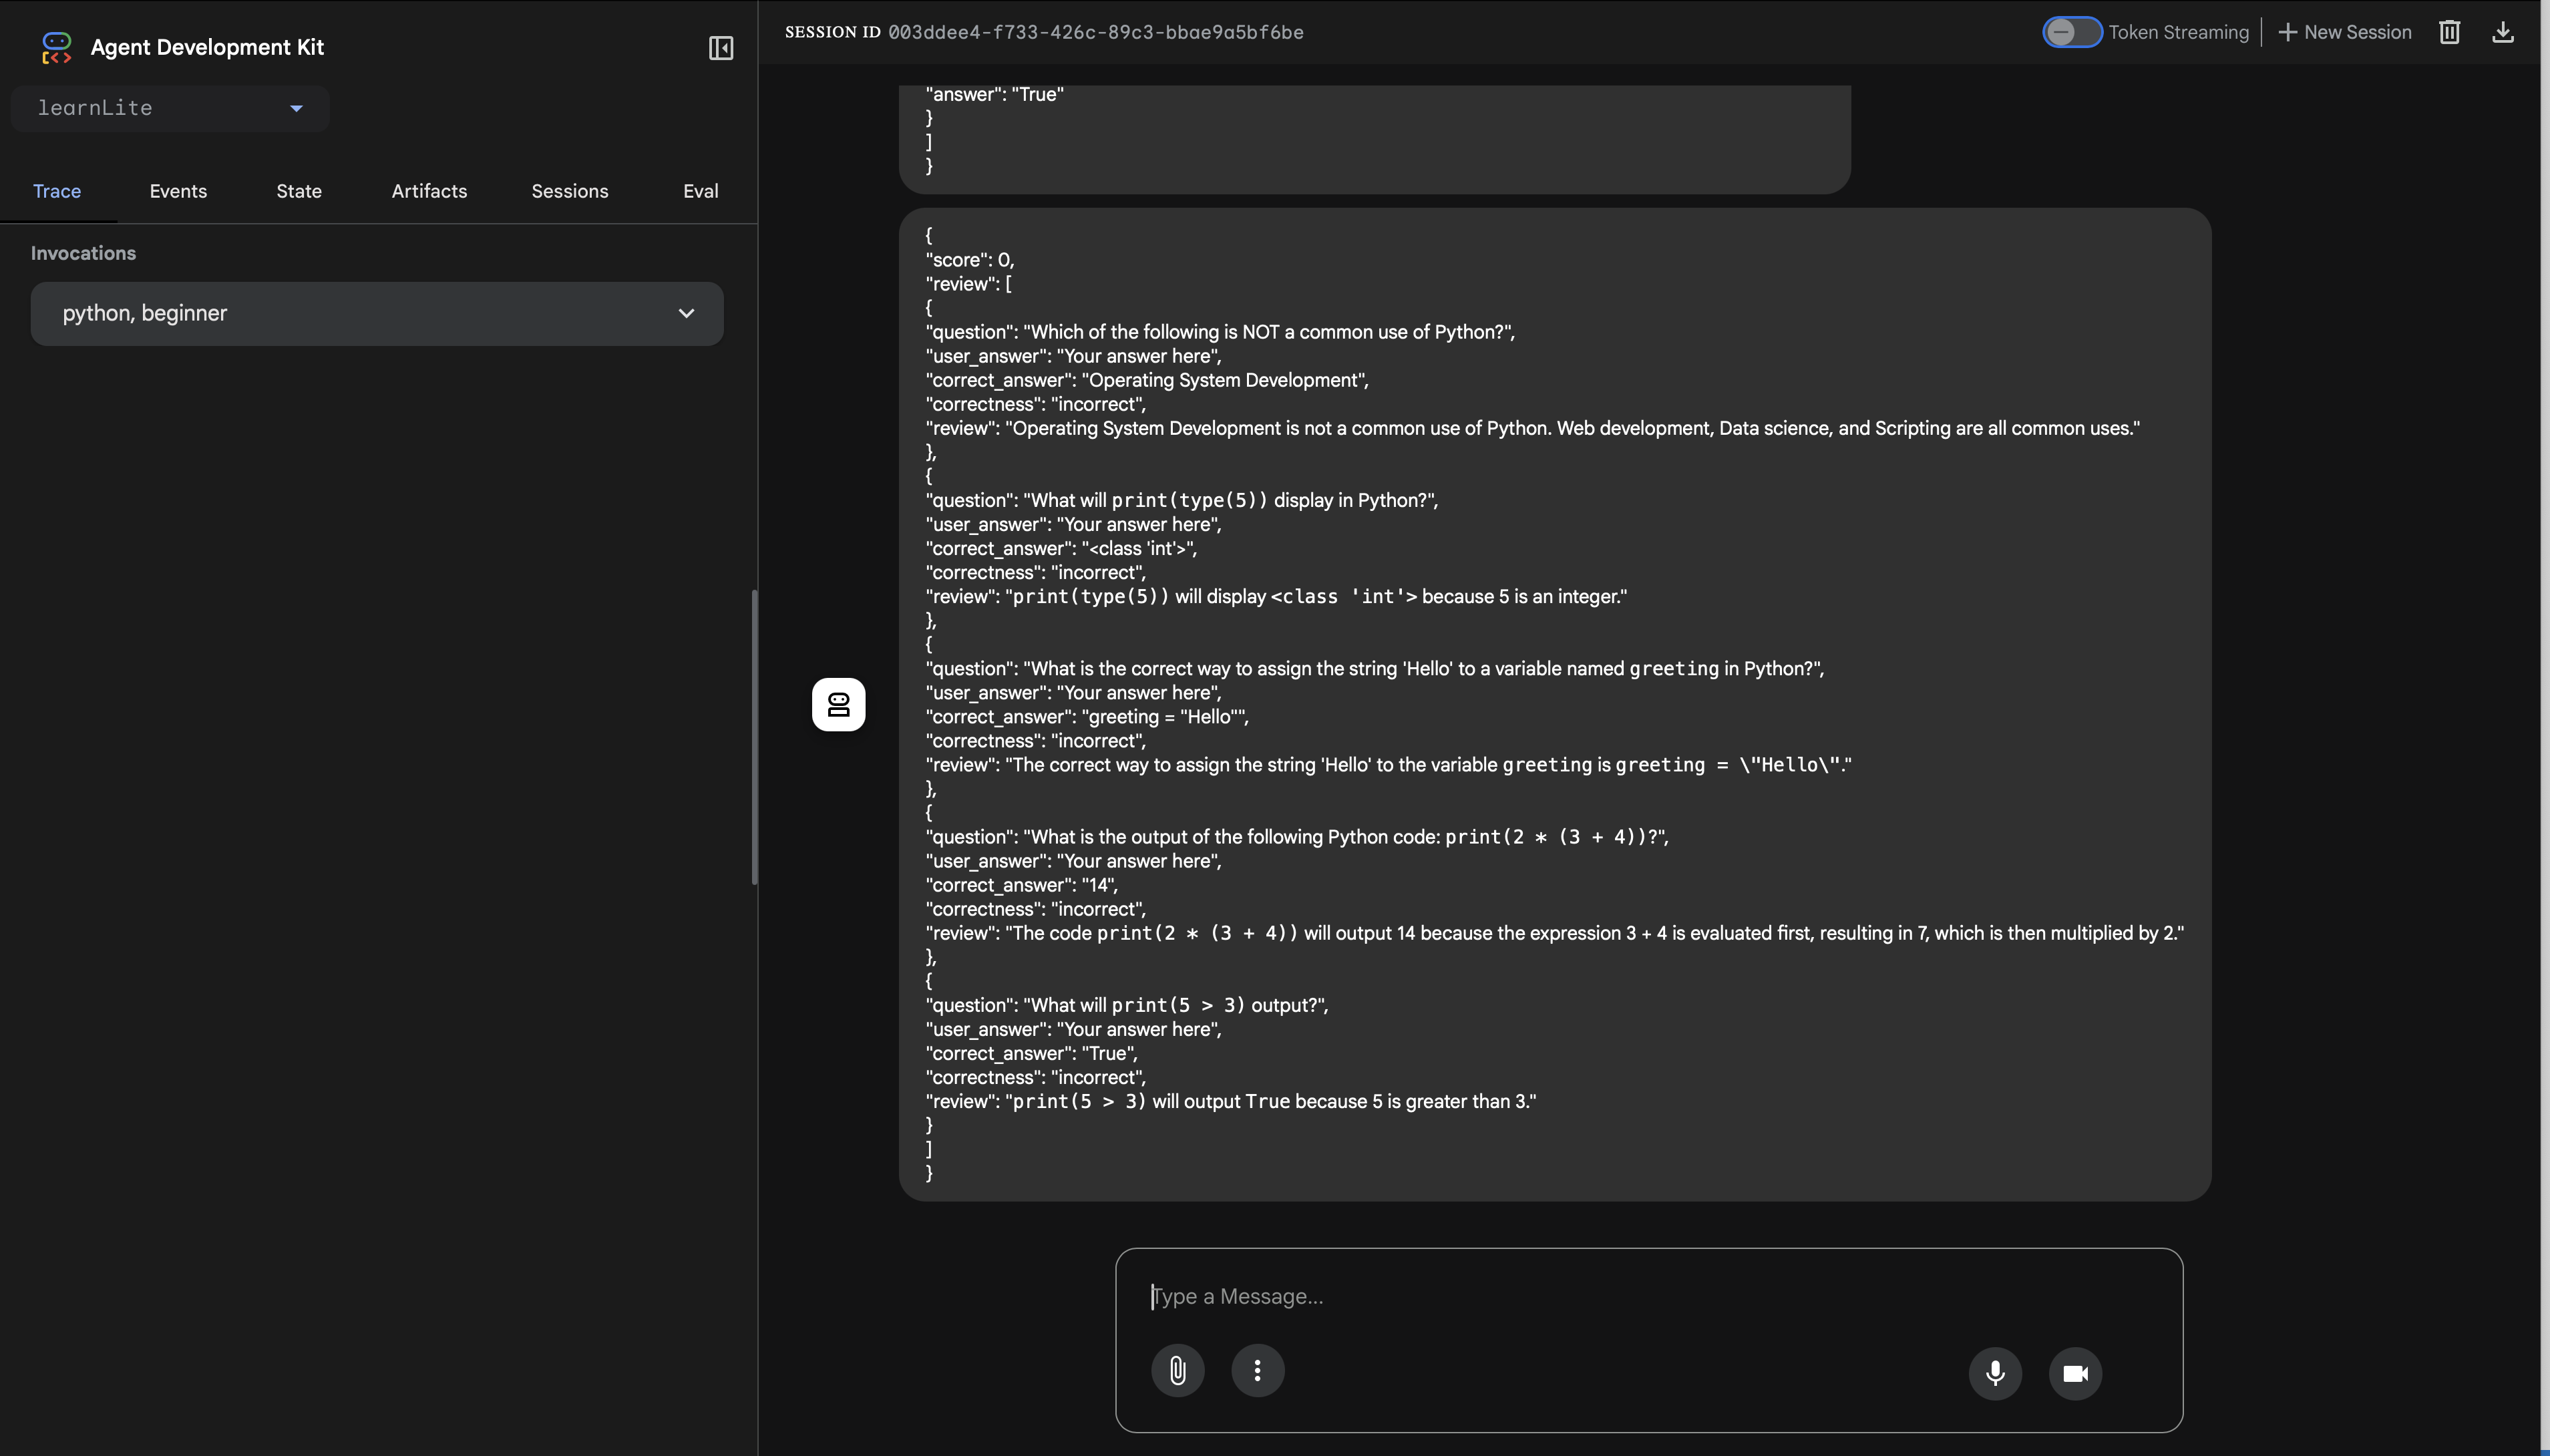 Agent Development Kit
learnLite
Trace Events State Artifacts Sessions Eval
Invocations
python, beginner
SESSION ID 003ddee4-f733-426c-89c3-bbae9a5bf6be
Token Streaming
New Session
"answer": "True"
}
]
}
{
"score": 0,
"review": [
{
"question": "Which of the following is NOT a common use of Python?",
"user_answer": "Your answer here",
"correct_answer": "Operating System Development",
"correctness": "incorrect",
"review": "Operating System Development is not a common use of Python. Web development, Data science, and Scripting are all common uses."
},
{
"question": "What will print(type(5)) display in Python?",
"user_answer": "Your answer here",
"correct_answer": "<class 'int'>",
"correctness": "incorrect",
"review": "print(type(5)) will display <class 'int'> because 5 is an integer."
},
{
"question": "What is the correct way to assign the string 'Hello' to a variable named greeting in Python?",
"user_answer": "Your answer here",
"correct_answer": "greeting = "Hello"",
"correctness": "incorrect",
"review": "The correct way to assign the string 'Hello' to the variable greeting is greeting = \"Hello\"."
},
{
"question": "What is the output of the following Python code: print(2 * (3 + 4))?",
"user_answer": "Your answer here",
"correct_answer": "14",
"correctness": "incorrect",
"review": "The code print(2 * (3 + 4)) will output 14 because the expression 3 + 4 is evaluated first, resulting in 7, which is then multiplied by 2."
},
{
"question": "What will print(5 > 3) output?",
"user_answer": "Your answer here",
"correct_answer": "True",
"correctness": "incorrect",
"review": "print(5 > 3) will output True because 5 is greater than 3."
}
]
}
Type a Message...